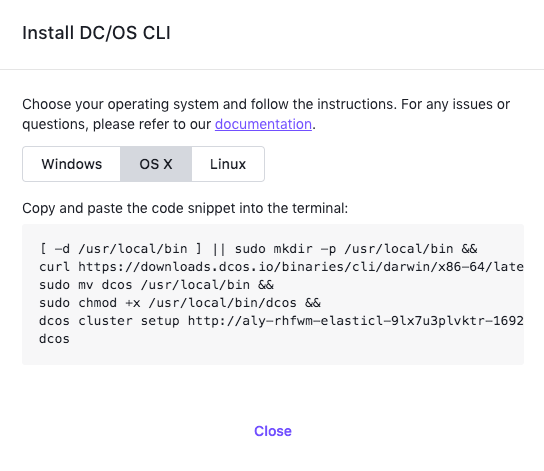 Install DC/OS CLI
Choose your operating system and follow the instructions. For any issues or
questions, please refer to our documentation.
Windows OS X Linux
Copy and paste the code snippet into the terminal:
[ -d /usr/local/bin ] || sudo mkdir -p /usr/local/bin &&
curl https://downloads.dcos.io/binaries/cli/darwin/x86-64/late
sudo mv dcos /usr/local/bin &&
sudo chmod +x /usr/local/bin/dcos &&
dcos cluster setup http://aly-rhfwm-elasticl-9lx7u3plvktr-1692
dcos
Close